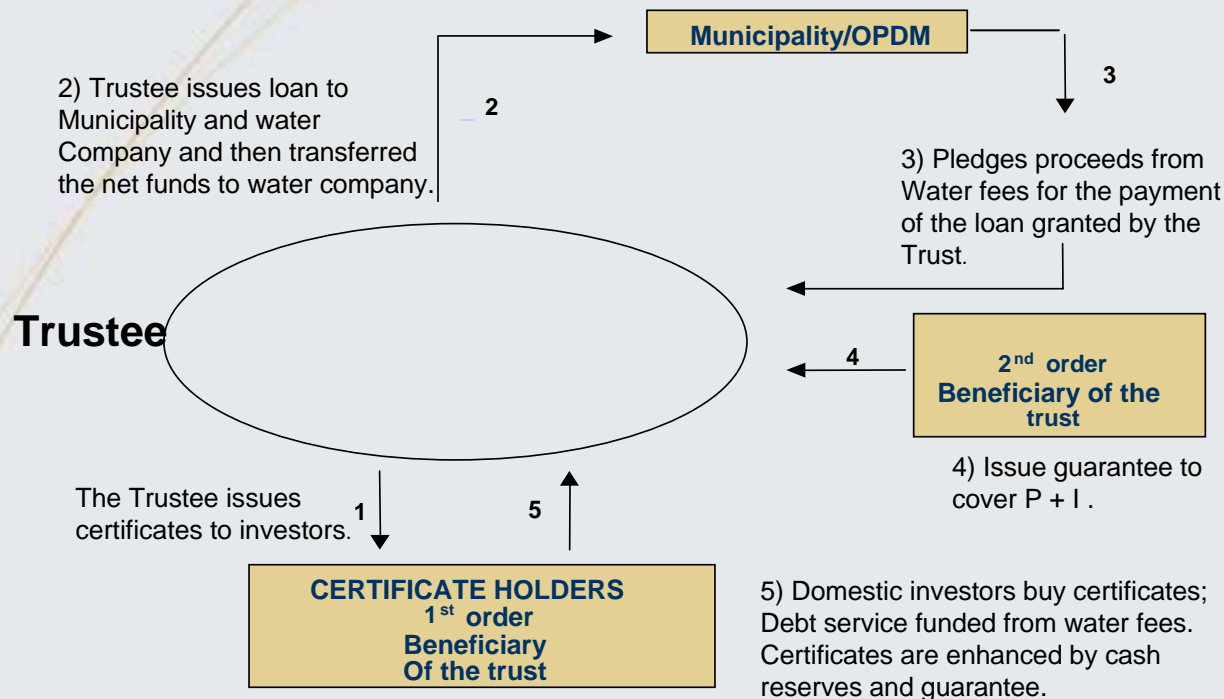 Municipality/OPDM
2) Trustee issues loan to
Municipality and water
Company and then transferred
the net funds to water company.
2
3
3) Pledges proceeds from
Water fees for the payment
of the loan granted by the
Trust.
Trustee
4
2nd order
Beneficiary of the
trust
4) Issue guarantee to
cover P + I .
The Trustee issues
certificates to investors.
1
5
CERTIFICATE HOLDERS
1st order
Beneficiary
Of the trust
5) Domestic investors buy certificates;
Debt service funded from water fees.
Certificates are enhanced by cash
reserves and guarantee.